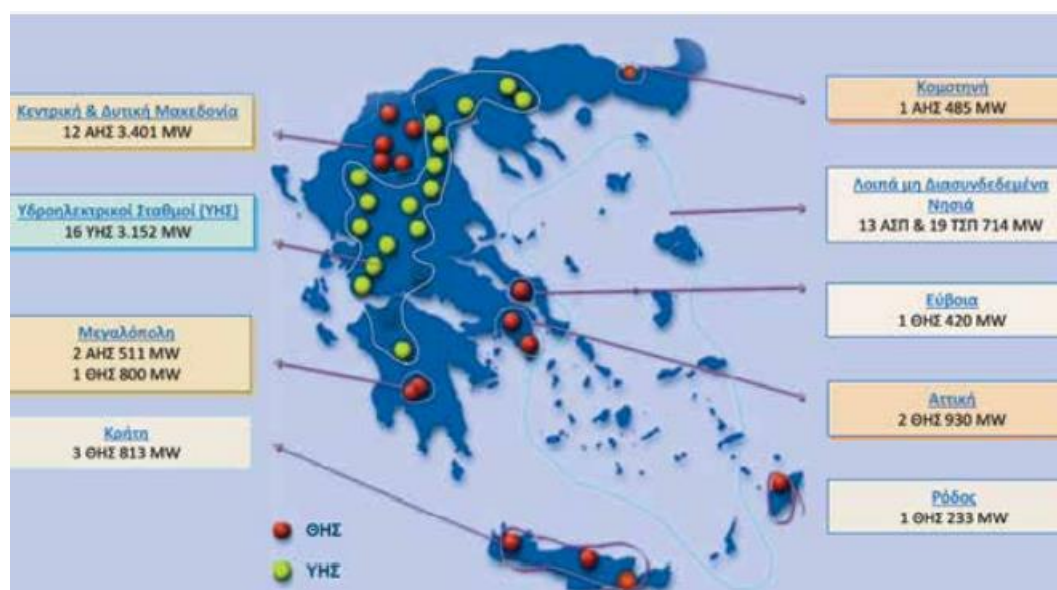 Κεντρική & Δυτική Μακεδονία
12 ΑΗΣ 3.401 MW
Υδροηλεκτρικοί Σταθμοί (ΥΗΣ)
16 ΥΗΣ 3.152 MW
Μεγαλόπολη
2 ΑΗΣ 511 MW
1 ΘΗΣ 800 MW
Κρήτη
3 ΘΗΣ 813 MW
ΘΗΣ
ΥΗΣ
Κομοτηνή
1 ΑΗΣ 485 MW
Λοιπά μη Διασυνδεδεμένα
Νησιά
13 ΑΣΠ & 19 ΤΣΠ 714 MW
Εύβοια
1 ΘΗΣ 420 MW
Αττική
2 ΘΗΣ 930 MW
Ρόδος
1 ΘΗΣ 233 MW